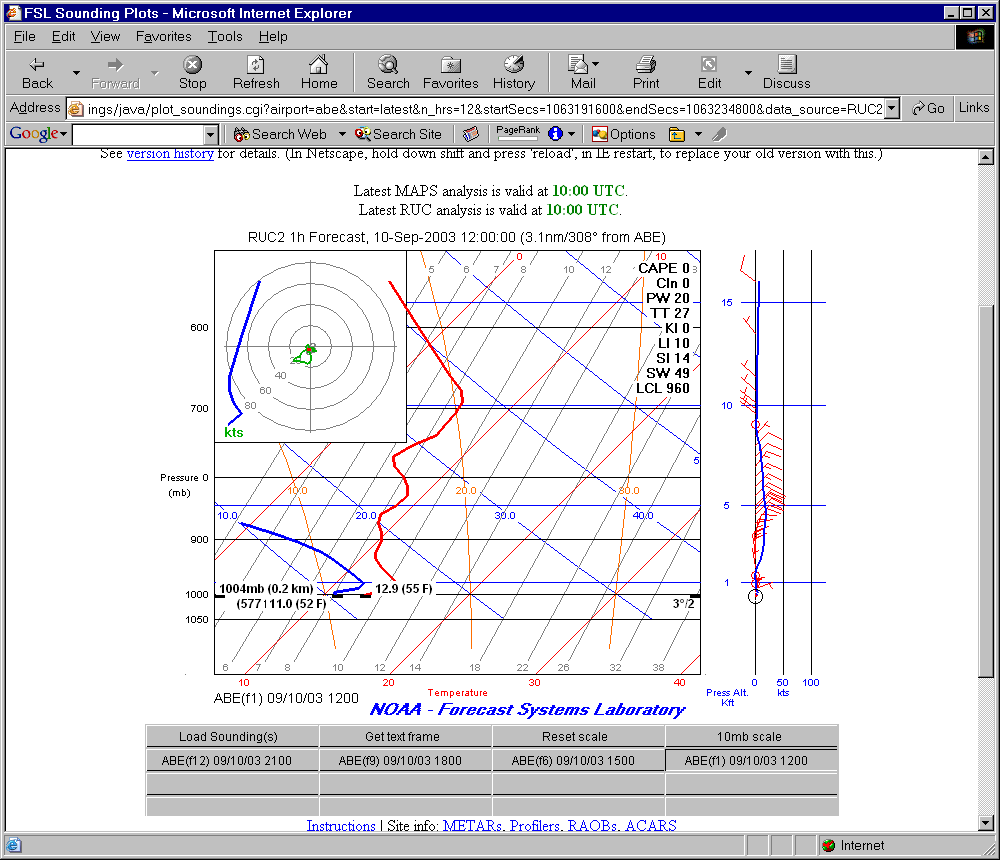 FSL Sounding Plots - Microsoft Internet Explorer
File Edit View Favorites Tools Help
Back Forward Stop Refresh Home Search Favorites History Mail Print Edit Discuss
Address ings/java/plot_soundings.cgi?airport=abe&start=latest&n_hrs=12&startSecs=1063191600&endSecs=1063234800&data_source=RUC2 Go Links
Google Search Web Search Site PageRank Options
See version history for details. (In Netscape, hold down shift and press 'reload', in IE restart, to replace your old version with this.)
Latest MAPS analysis is valid at 10:00 UTC.
Latest RUC analysis is valid at 10:00 UTC.
RUC2 1h Forecast, 10-Sep-2003 12:00:00 (3.1nm/308° from ABE)
0 10
5 6 7 8 10 12
CAPE 0
CIn 0
PW 20
TT 27
KI 0
LI 10
SI 14
SW 49
LCL 960
15
600
40
60
80
kts
700
10
5
Pressure 0
(mb)
10.0 20.0 30.0
10.0 20.0 30.0 40.0
5
900
1004mb (0.2 km) 12.9 (55 F)
1
1000
11.0 (52 F)
3°/2
1050
6 7 8 10 12 14 18 22 26 32 38
10 20 30 40
Temperature
0 50 100
Press Alt. kts
Kft
ABE(f1) 09/10/03 1200
NOAA - Forecast Systems Laboratory
Load Sounding(s) Get text frame Reset scale 10mb scale
ABE(f12) 09/10/03 2100 ABE(f9) 09/10/03 1800 ABE(f6) 09/10/03 1500 ABE(f1) 09/10/03 1200
Instructions | Site info: METARs, Profilers, RAOBs, ACARS
Internet